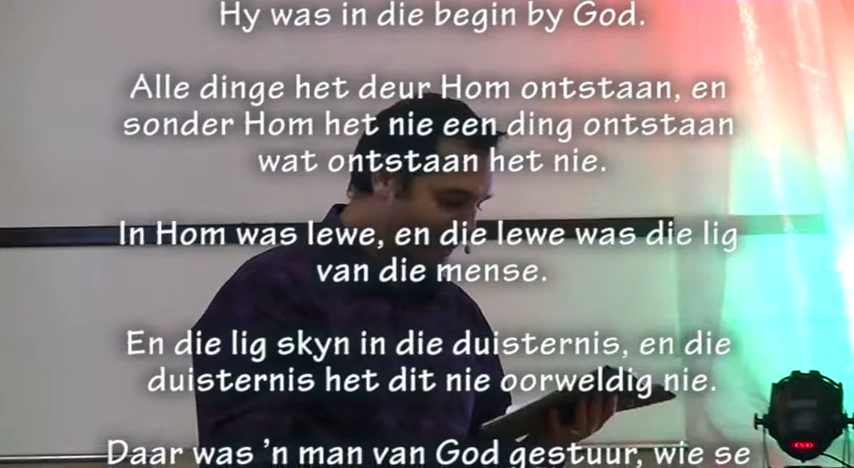 Hy was in die begin by God.
Alle dinge het deur Hom ontstaan, en
sonder Hom het nie een ding ontstaan
wat ontstaan het nie.
In Hom was lewe, en die lewe was die lig
van die mense.
En die lig skyn in die duisternis, en die
duisternis het dit nie oorweldig nie.
Daar was 'n man van God gestuur, wie se